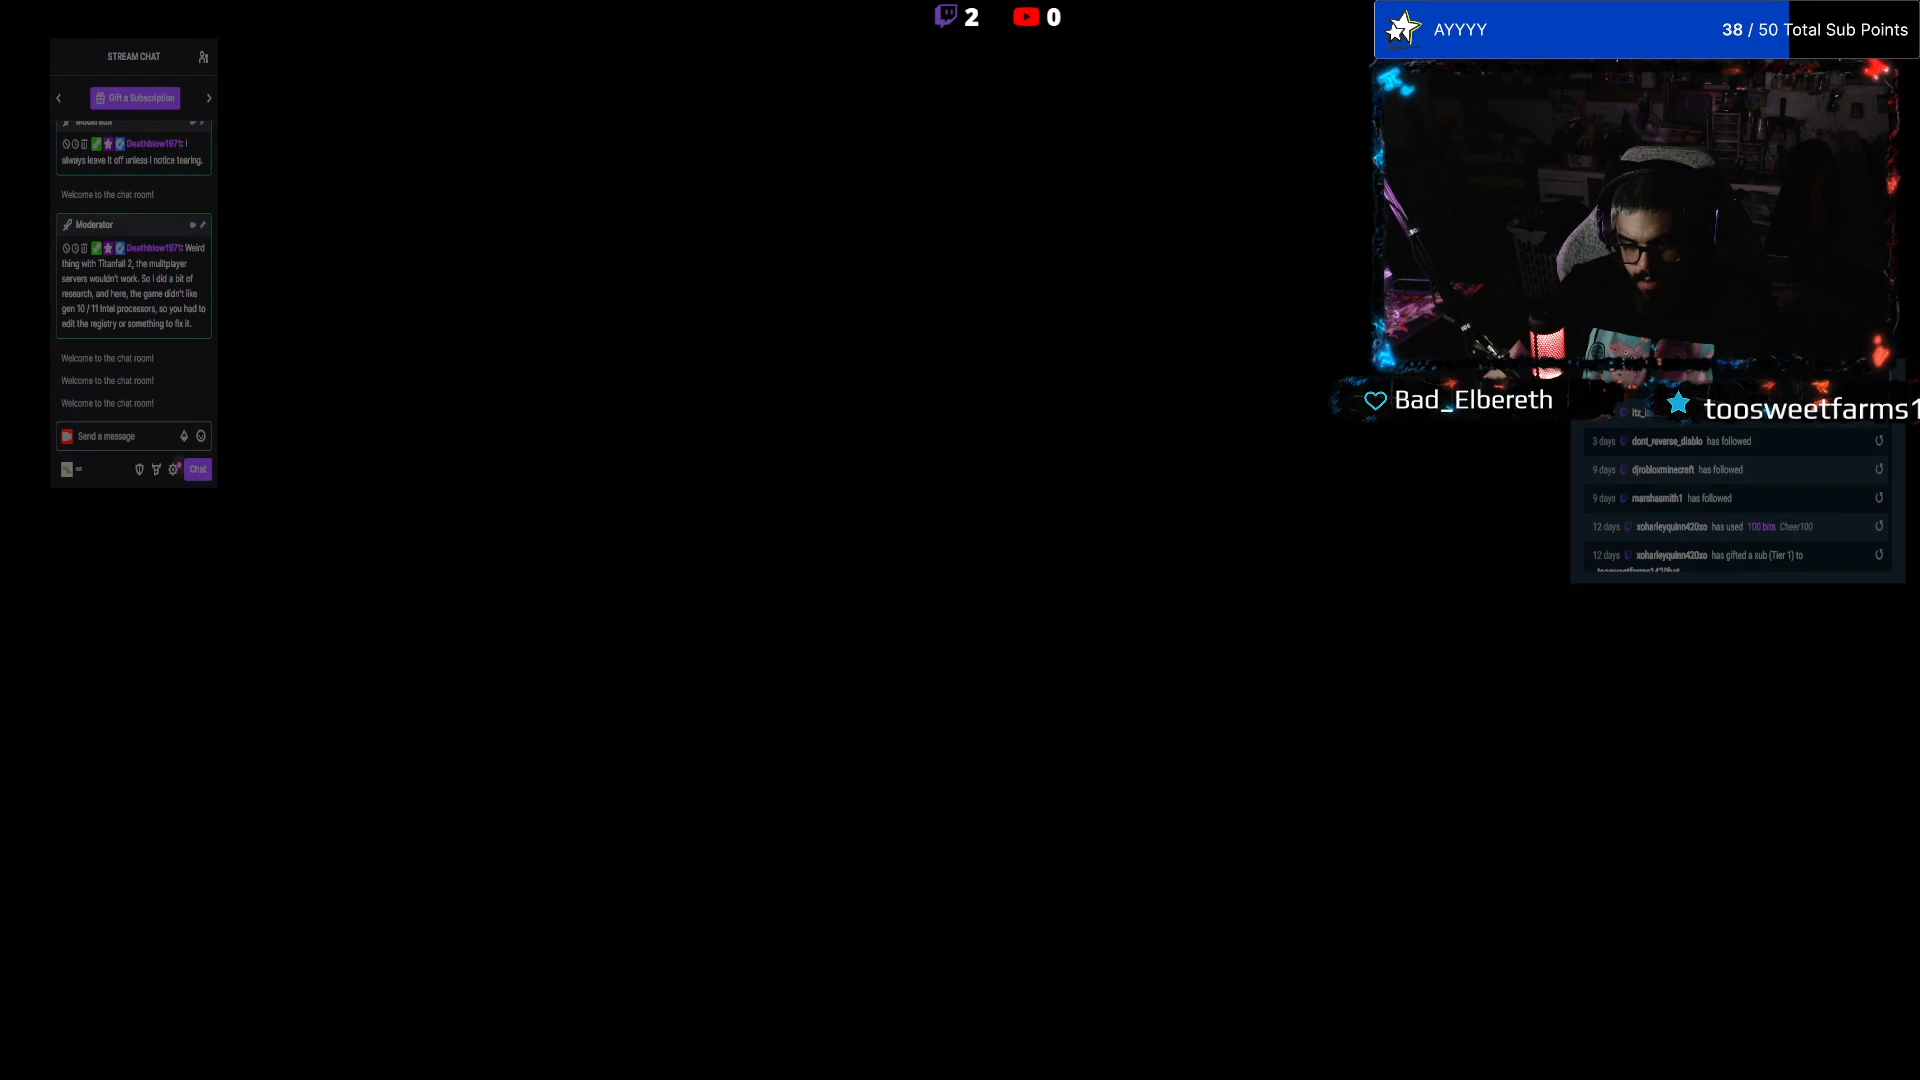 2
0
AYYYY
38 / 50 Total Sub Points
STREAM CHAT
Gift a Subscription
Moderator
Deathblow1971: I
always leave it off unless I notice tearing.
Welcome to the chat room!
Moderator
Deathblow1971: Weird
thing with Titanfall 2, the mulitplayer
servers wouldn't work. So I did a bit of
research, and here, the game didn't like
gen 10 / 11 Intel processors, so you had to
edit the registry or something to fix it.
Welcome to the chat room!
Welcome to the chat room!
Welcome to the chat room!
Send a message
Chat
Bad_Elbereth
toosweetfarms1
3 days dont_reverse_diablo has followed
9 days djrobloxminecraft has followed
9 days marshasmith1 has followed
12 days xoharleyquinn420xo has used 100 bits Cheer100
12 days xoharleyquinn420xo has gifted a sub (Tier 1) to